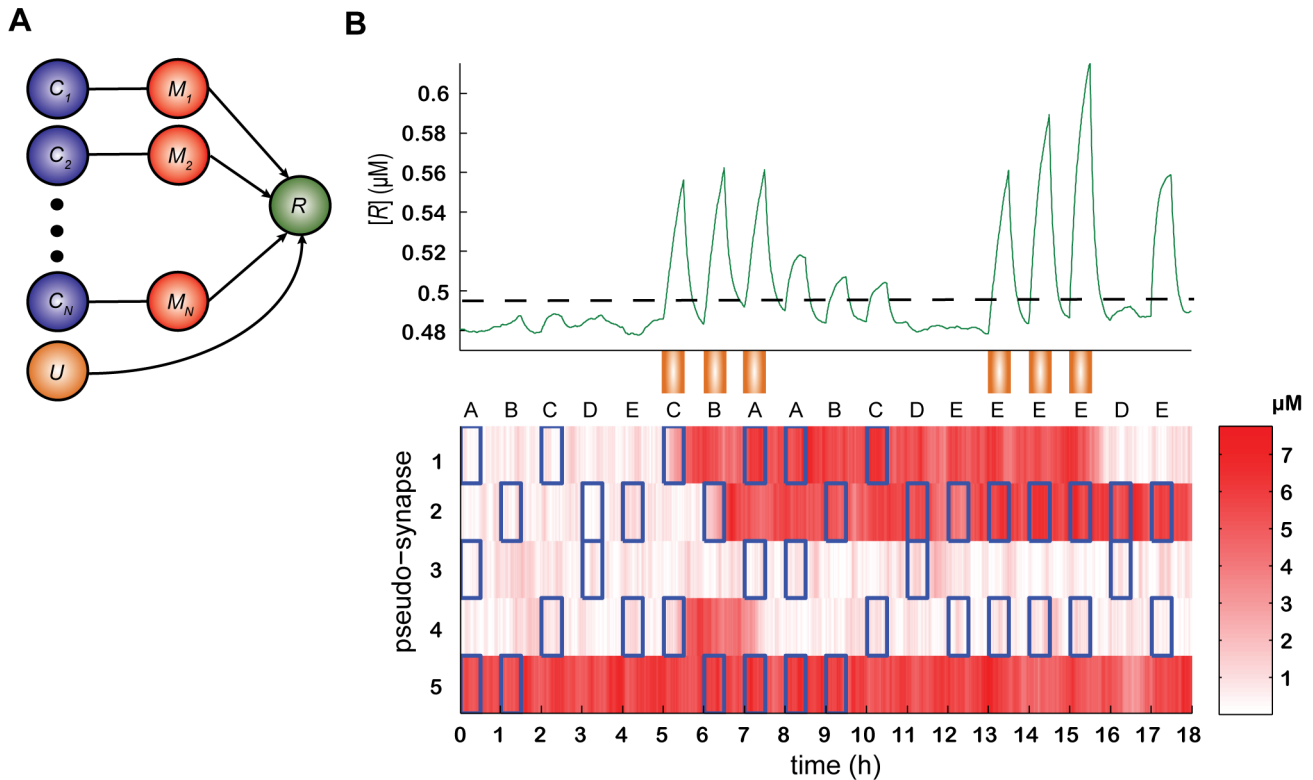 A
C1 M1
C2 M2
R
CN MN
U
B
[R] (µM)
0.6
0.58
0.56
0.54
0.52
0.5
0.48
A B C D E C B A A B C D E E E E D E
µM
pseudo-synapse
1
2
3
4
5
7
6
5
4
3
2
1
0 1 2 3 4 5 6 7 8 9 10 11 12 13 14 15 16 17 18
time (h)